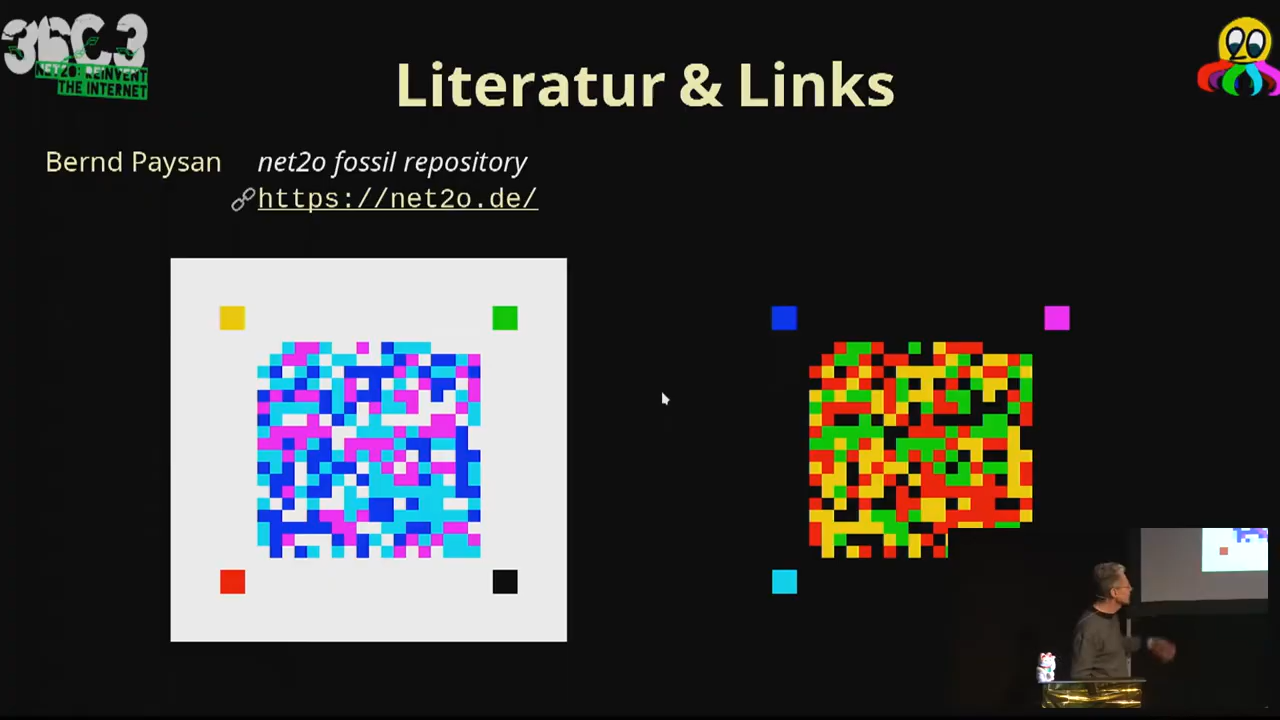 36C3
NET2O: REINVENT
THE INTERNET
Literatur & Links
Bernd Paysan net2o fossil repository
https://net2o.de/